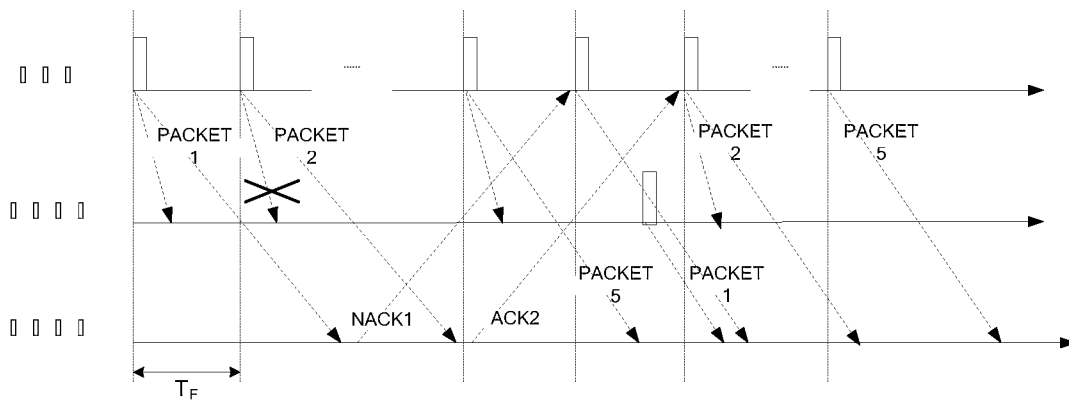 ......
......
PACKET
1
PACKET
2
PACKET
2
PACKET
5
PACKET
5
PACKET
1
NACK1
ACK2
T_F